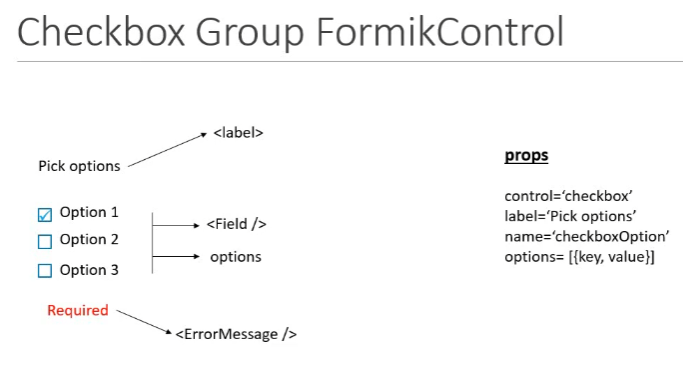 Checkbox Group FormikControl
<label>
Pick options
Option 1
Option 2
Option 3
<Field />
options
Required
<ErrorMessage />
props
control=‘checkbox’
label=‘Pick options’
name=‘checkboxOption’
options= [{key, value}]